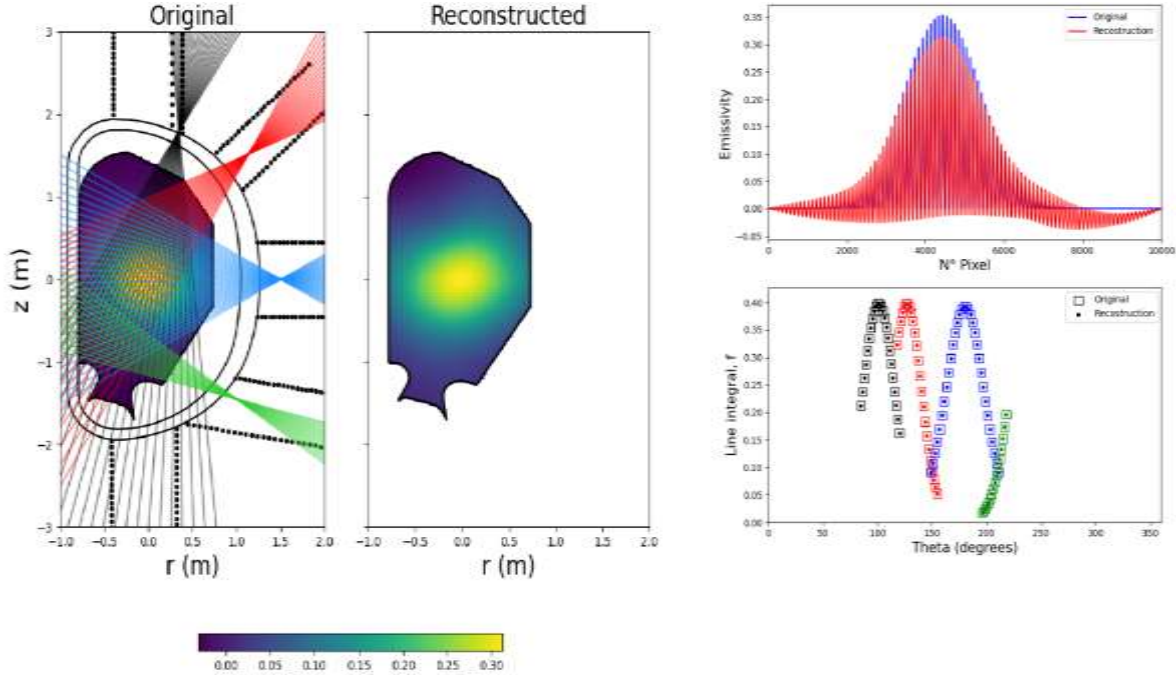 Original
Reconstructed
3
2
1
0
−1
−2
−3
z (m)
−1.0 −0.5 0.0 0.5 1.0 1.5 2.0
−1.0 −0.5 0.0 0.5 1.0 1.5 2.0
r (m)
r (m)
0.00 0.05 0.10 0.15 0.20 0.25 0.30
Original
Recostruction
0.35
0.30
0.25
0.20
0.15
0.10
0.05
0.00
−0.05
Emissivity
0 2000 4000 6000 8000 10000
N° Pixel
Original
Recostruction
0.40
0.35
0.30
0.25
0.20
0.15
0.10
0.05
0.00
Line integral, f
0 50 100 150 200 250 300 350
Theta (degrees)